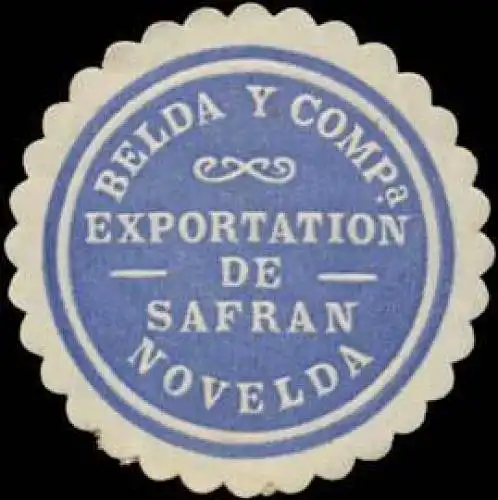 BELDA Y COMPª
EXPORTATION
— DE —
SAFRAN
NOVELDA